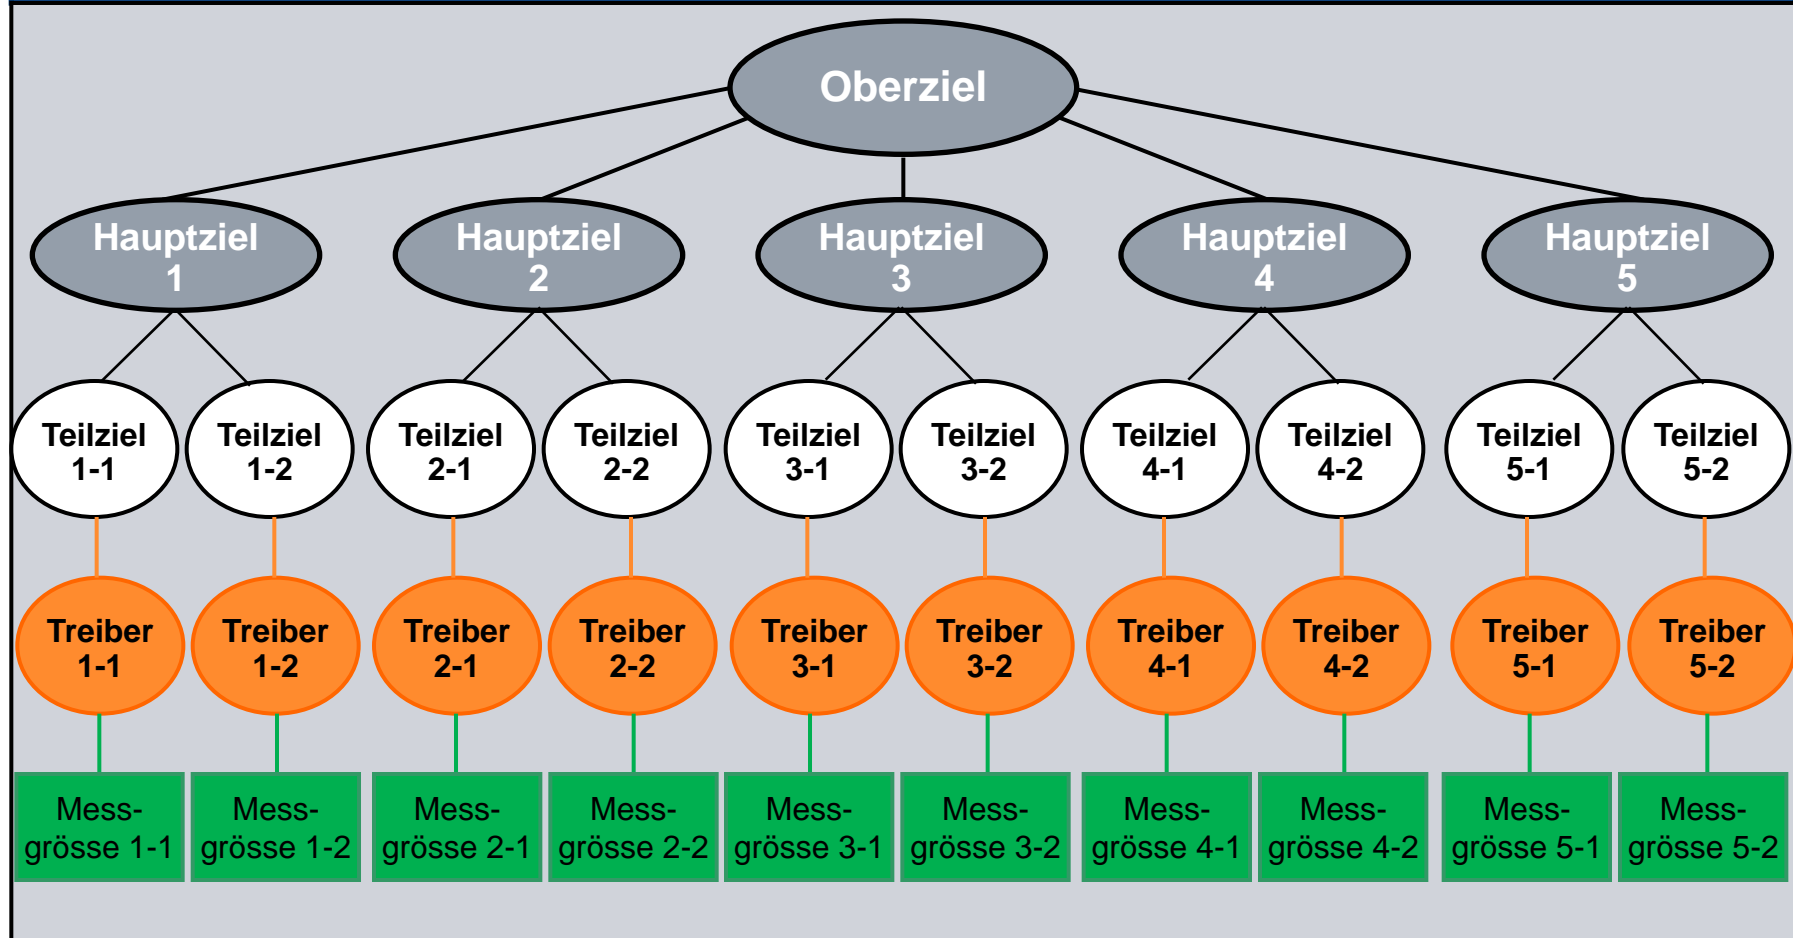 Oberziel
Hauptziel
1
Hauptziel
2
Hauptziel
3
Hauptziel
4
Hauptziel
5
Teilziel
1-1
Teilziel
1-2
Teilziel
2-1
Teilziel
2-2
Teilziel
3-1
Teilziel
3-2
Teilziel
4-1
Teilziel
4-2
Teilziel
5-1
Teilziel
5-2
Treiber
1-1
Treiber
1-2
Treiber
2-1
Treiber
2-2
Treiber
3-1
Treiber
3-2
Treiber
4-1
Treiber
4-2
Treiber
5-1
Treiber
5-2
Mess-
grösse 1-1
Mess-
grösse 1-2
Mess-
grösse 2-1
Mess-
grösse 2-2
Mess-
grösse 3-1
Mess-
grösse 3-2
Mess-
grösse 4-1
Mess-
grösse 4-2
Mess-
grösse 5-1
Mess-
grösse 5-2